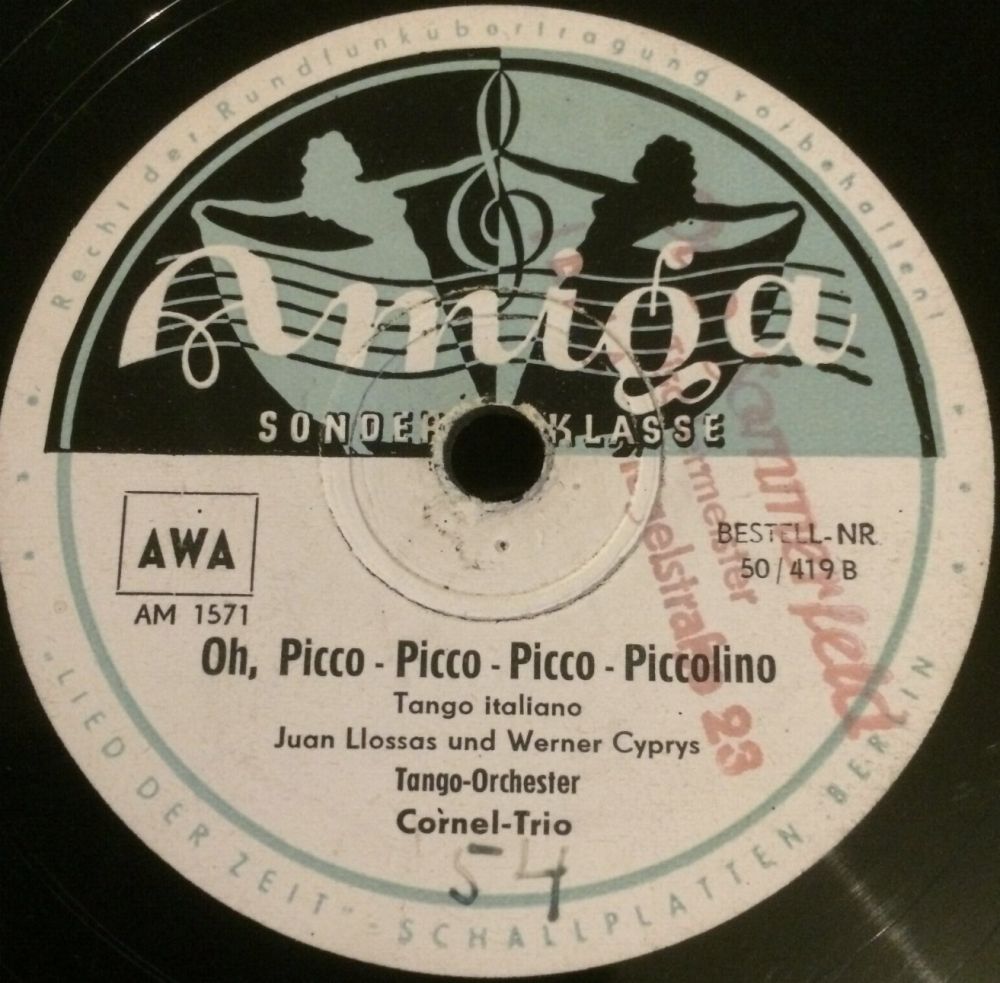 Recht der Rundfunkübertragung vorbehalten!
Amiga
SONDER KLASSE
AWA
AM 1571
BESTELL-NR.
50/419 B
Oh, Picco - Picco - Picco - Piccolino
Tango italiano
Juan Llossas und Werner Cyprys
Tango-Orchester
Cornel-Trio
54
"LIED DER ZEIT" SCHALLPLATTEN BERLIN
23